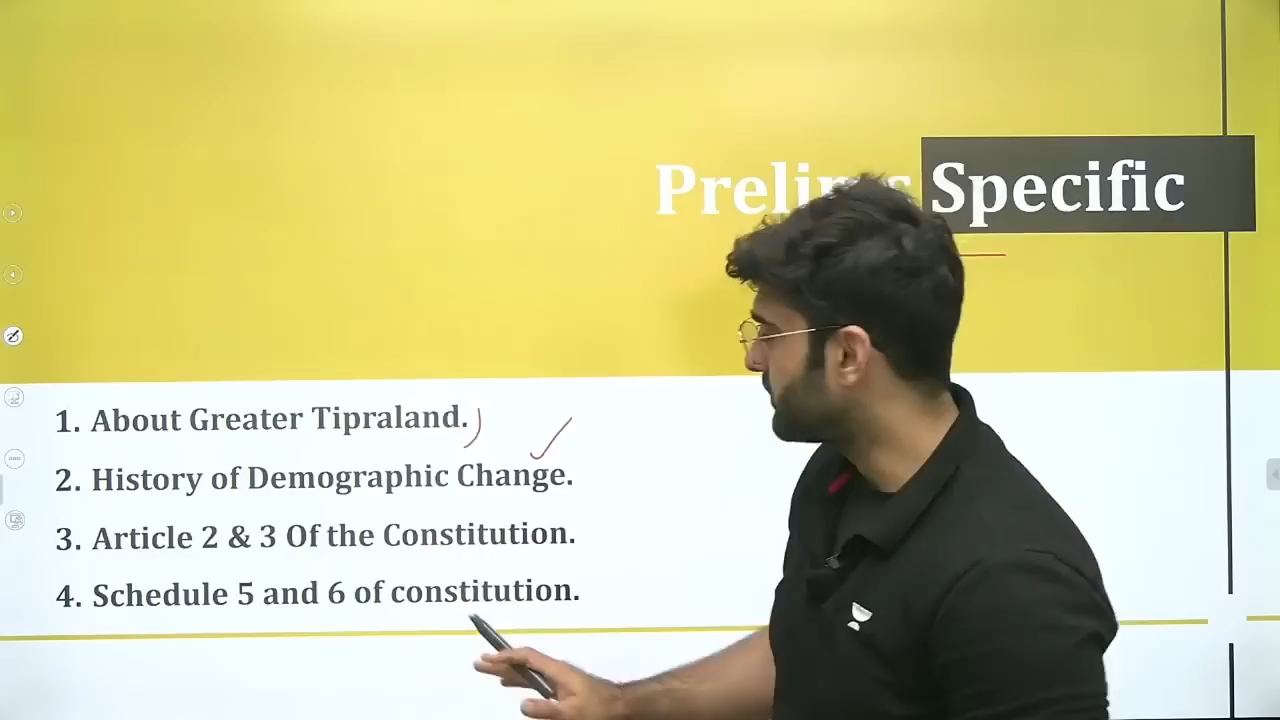 Specific
1. About Greater Tipraland.
2. History of Demographic Change.
3. Article 2 & 3 Of the Constitution.
4. Schedule 5 and 6 of constitution.